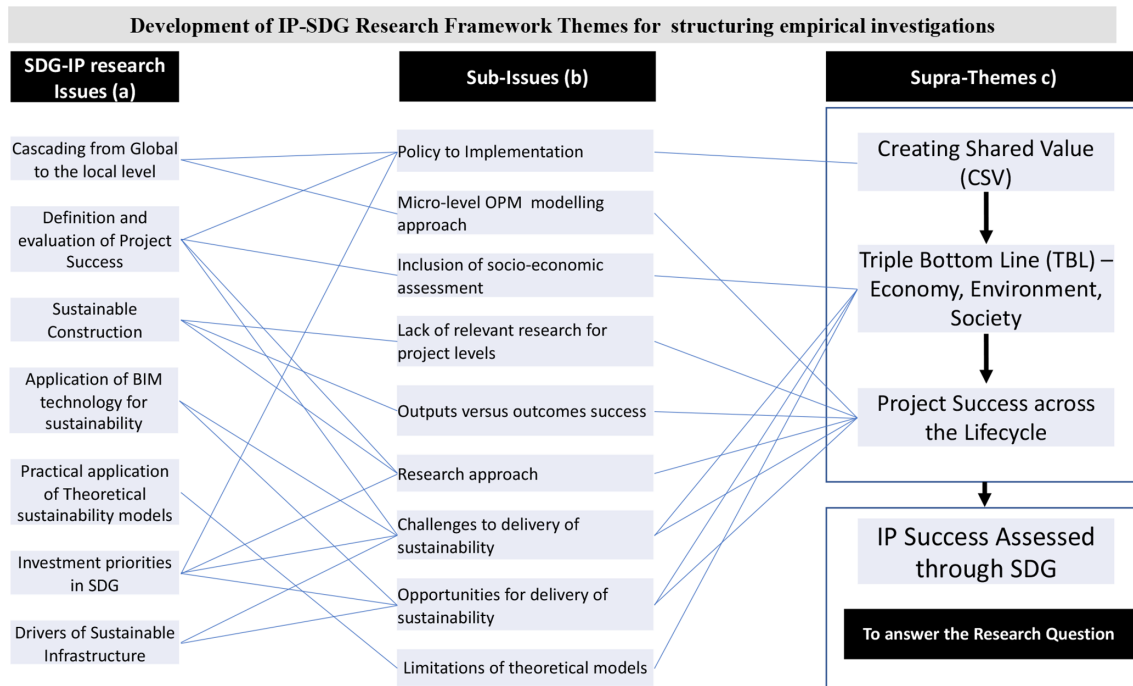 Development of IP-SDG Research Framework Themes for structuring empirical investigations
SDG-IP research
Issues (a)
Cascading from Global
to the local level
Definition and
evaluation of Project
Success
Sustainable
Construction
Application of BIM
technology for
sustainability
Practical application
of Theoretical
sustainability models
Investment priorities
in SDG
Drivers of Sustainable
Infrastructure
Sub-Issues (b)
Policy to Implementation
Micro-level OPM modelling
approach
Inclusion of socio-economic
assessment
Lack of relevant research for
project levels
Outputs versus outcomes success
Research approach
Challenges to delivery of
sustainability
Opportunities for delivery of
sustainability
Limitations of theoretical models
Supra-Themes c)
Creating Shared Value
(CSV)
Triple Bottom Line (TBL) –
Economy, Environment,
Society
Project Success across
the Lifecycle
IP Success Assessed
through SDG
To answer the Research Question